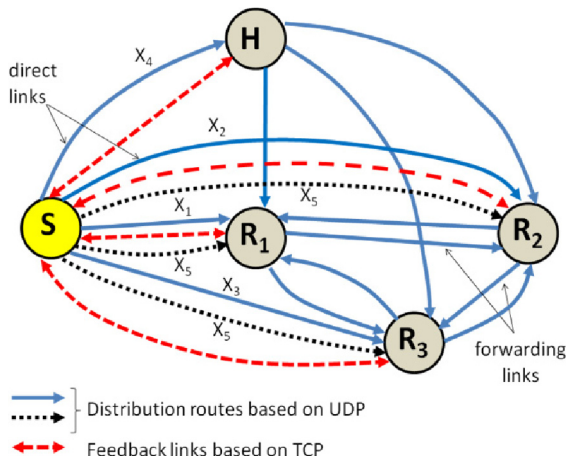 H
X4
direct
links
X2
X5
S
X1
R1
R2
X5
X3
X5
R3
forwarding
links
Distribution routes based on UDP
Feedback links based on TCP